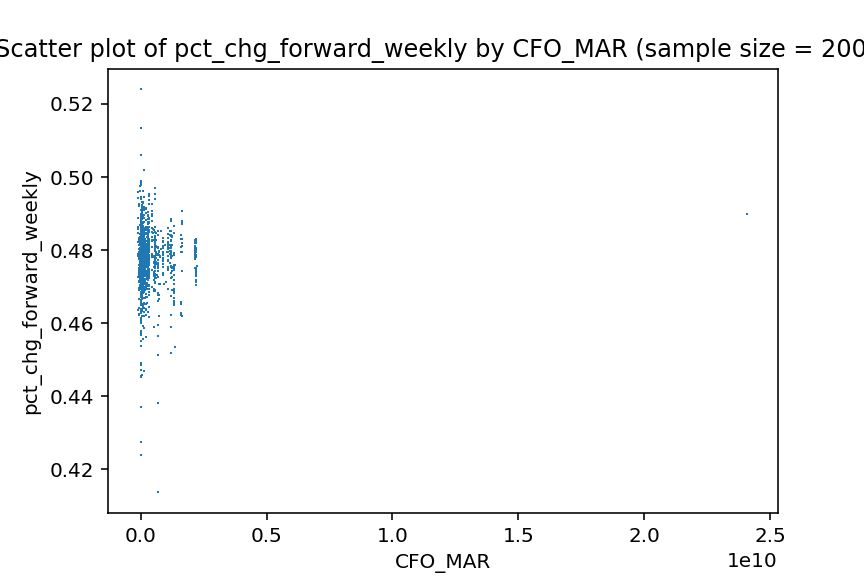 Scatter plot of pct_chg_forward_weekly by CFO_MAR (sample size = 200
0.52
0.50
0.48
0.46
0.44
0.42
pct_chg_forward_weekly
0.0 0.5 1.0 1.5 2.0 2.5
1e10
CFO_MAR